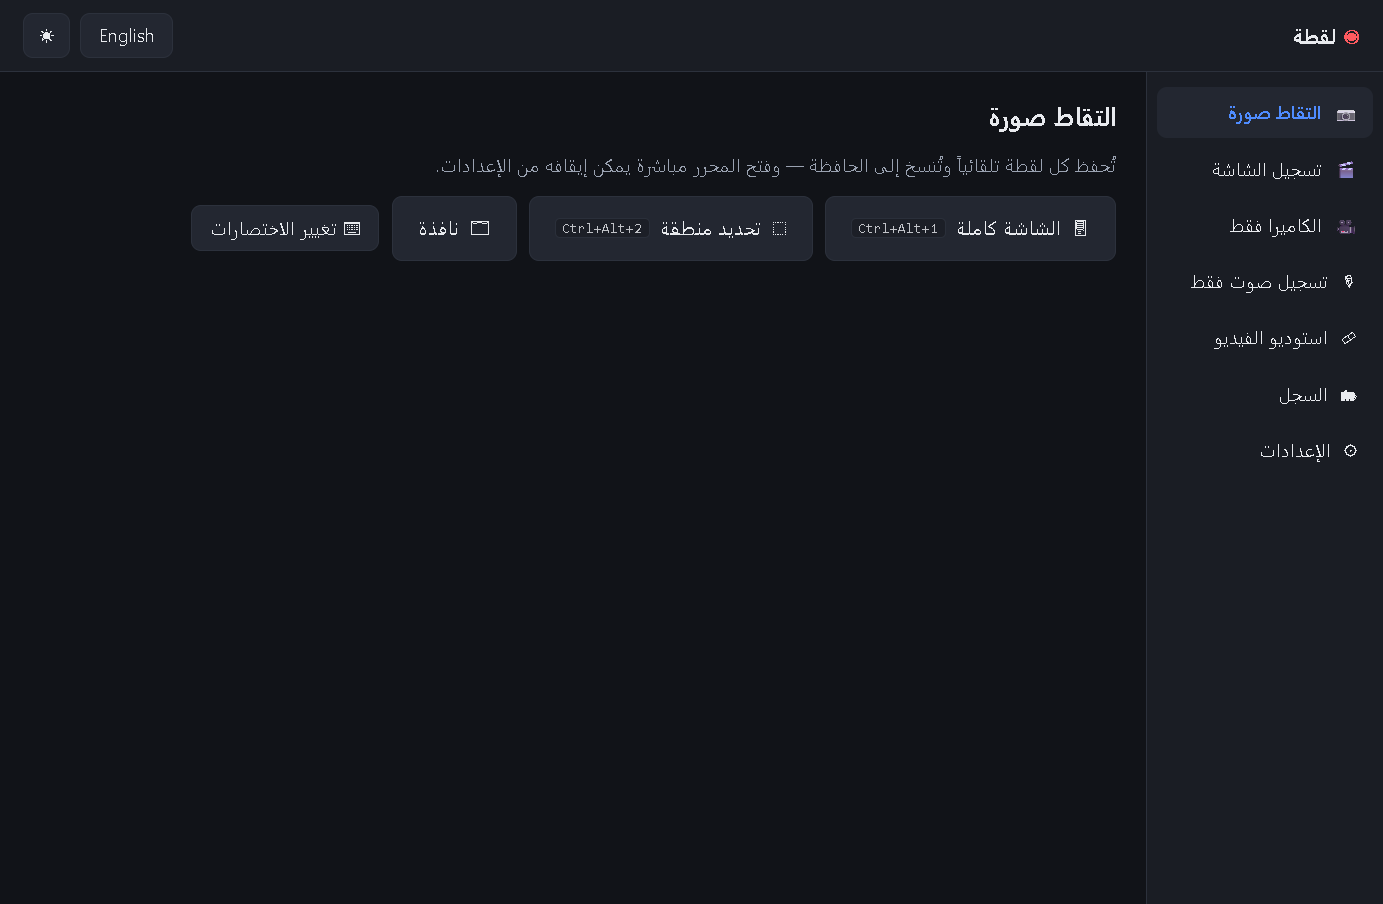 لقطة
English
التقاط صورة
تسجيل الشاشة
الكاميرا فقط
تسجيل صوت فقط
استوديو الفيديو
السجل
الإعدادات
التقاط صورة
تُحفظ كل لقطة تلقائياً وتُنسخ إلى الحافظة — وفتح المحرر مباشرة يمكن إيقافه من الإعدادات.
الشاشة كاملة Ctrl+Alt+1
تحديد منطقة Ctrl+Alt+2
نافذة
تغيير الاختصارات